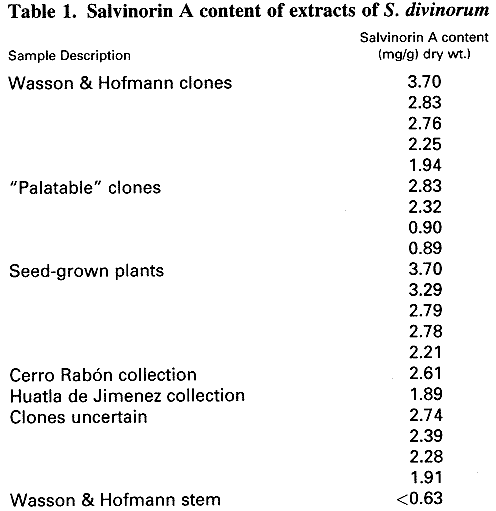 Table 1. Salvinorin A content of extracts of S. divinorum
Salvinorin A content
Sample Description (mg/g) dry wt.)
Wasson & Hofmann clones 3.70
2.83
2.76
2.25
1.94
"Palatable" clones 2.83
2.32
0.90
0.89
Seed-grown plants 3.70
3.29
2.79
2.78
2.21
Cerro Rabón collection 2.61
Huatla de Jimenez collection 1.89
Clones uncertain 2.74
2.39
2.28
1.91
Wasson & Hofmann stem <0.63